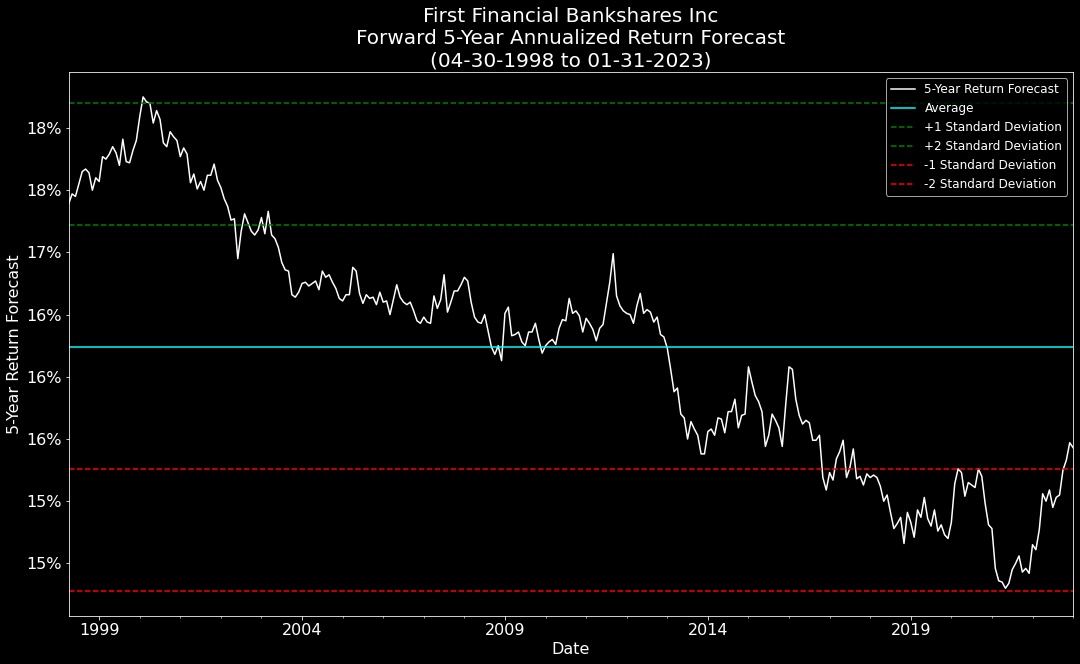 First Financial Bankshares Inc
Forward 5-Year Annualized Return Forecast
(04-30-1998 to 01-31-2023)
5-Year Return Forecast
Average
+1 Standard Deviation
+2 Standard Deviation
-1 Standard Deviation
-2 Standard Deviation
18%
18%
17%
16%
16%
16%
15%
15%
5-Year Return Forecast
1999
2004
2009
2014
2019
Date